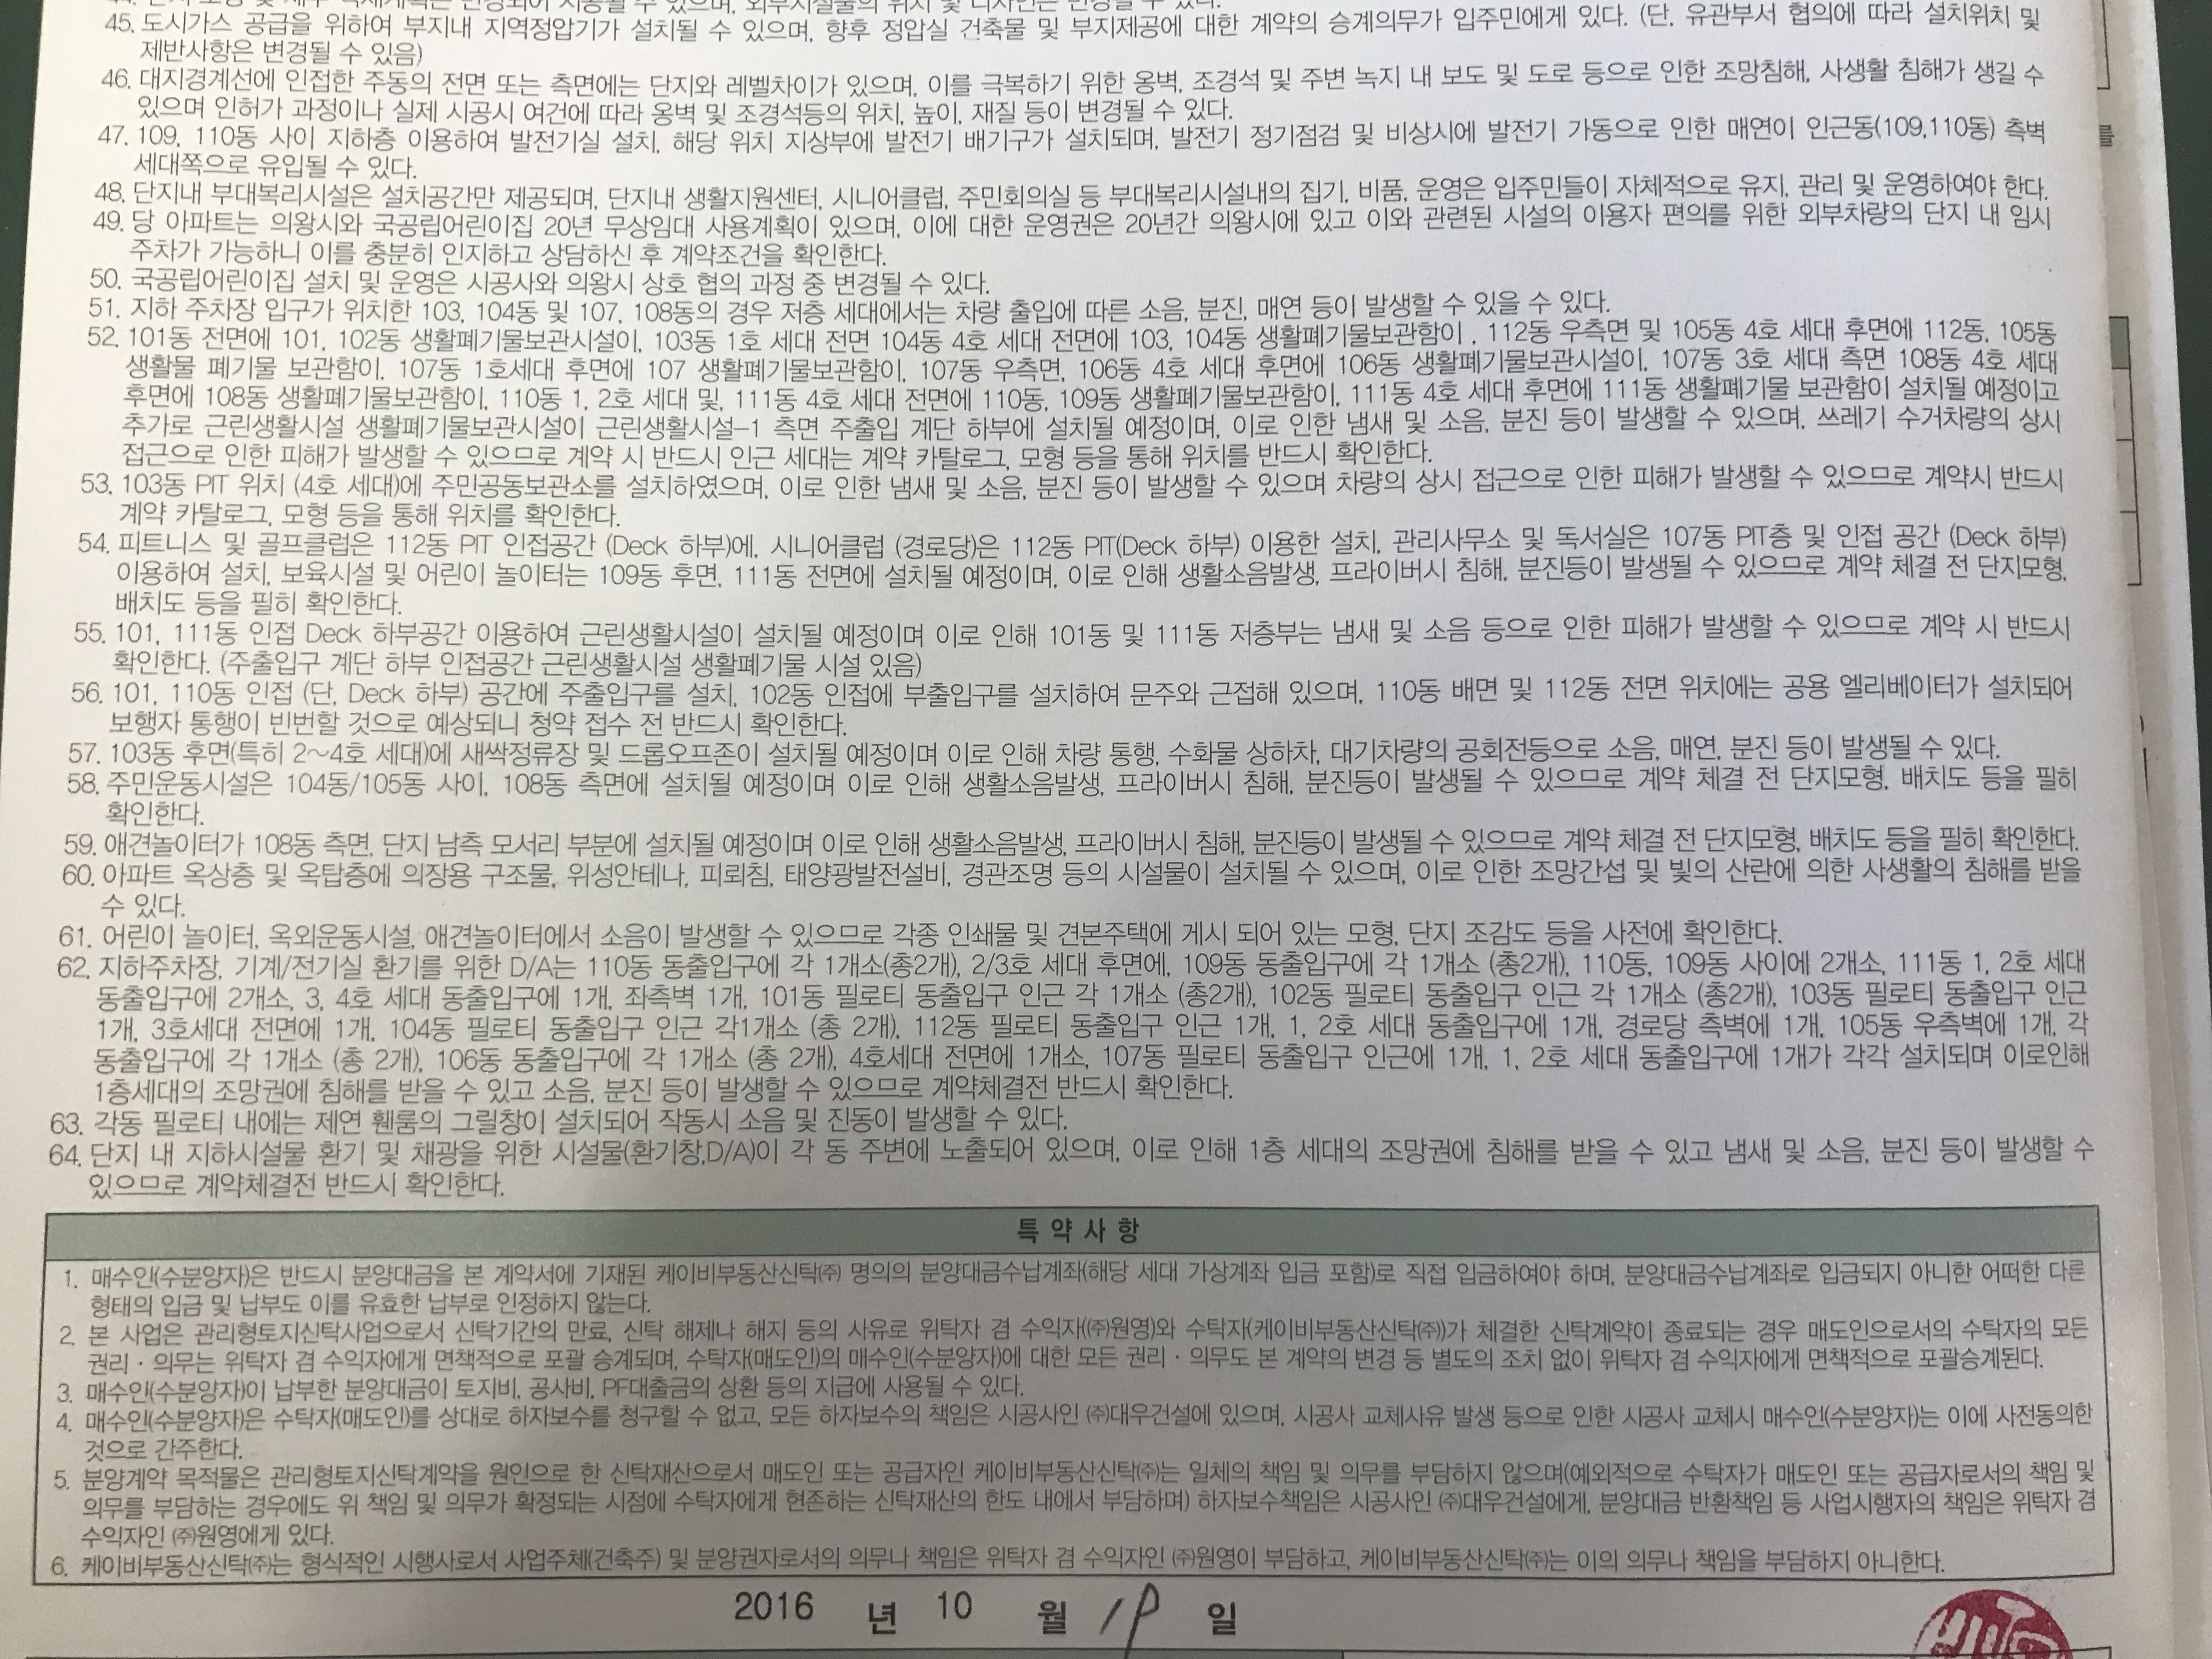 45. 도시가스 공급을 위하여 부지내 지역정압기가 설치될 수 있으며, 향후 정압실 건축물 및 부지제공에 대한 계약의 승계의무가 입주민에게 있다. (단, 유관부서 협의에 따라 설치위치 및
제반사항은 변경될 수 있음)
46. 대지경계선에 인접한 주동의 전면 또는 측면에는 단지와 레벨차이가 있으며, 이를 극복하기 위한 옹벽, 조경석 및 주변 녹지 내 보도 및 도로 등으로 인한 조망침해, 사생활 침해가 생길 수
있으며 인허가 과정이나 실제 시공시 여건에 따라 옹벽 및 조경석등의 위치, 높이, 재질 등이 변경될 수 있다.
47. 109, 110동 사이 지하층 이용하여 발전기실 설치, 해당 위치 지상부에 발전기 배기구가 설치되며, 발전기 정기점검 및 비상시에 발전기 가동으로 인한 매연이 인근동(109,110동) 측벽
세대쪽으로 유입될 수 있다.
48. 단지내 부대복리시설은 설치공간만 제공되며, 단지내 생활지원센터, 시니어클럽, 주민회의실 등 부대복리시설내의 집기, 비품, 운영은 입주민들이 자체적으로 유지, 관리 및 운영하여야 한다.
49. 당 아파트는 의왕시와 국공립어린이집 20년 무상임대 사용계획이 있으며, 이에 대한 운영권은 20년간 의왕시에 있고 이와 관련된 시설의 이용자 편의를 위한 외부차량의 단지 내 임시
주차가 가능하니 이를 충분히 인지하고 상담하신 후 계약조건을 확인한다.
50. 국공립어린이집 설치 및 운영은 시공사와 의왕시 상호 협의 과정 중 변경될 수 있다.
51. 지하 주차장 입구가 위치한 103, 104동 및 107, 108동의 경우 저층 세대에서는 차량 출입에 따른 소음, 분진, 매연 등이 발생할 수 있을 수 있다.
52. 101동 전면에 101, 102동 생활폐기물보관시설이, 103동 1호 세대 전면 104동 4호 세대 전면에 103, 104동 생활폐기물보관함이, 112동 우측면 및 105동 4호 세대 후면에 112동, 105동
생활물 폐기물 보관함이, 107동 1호세대 후면에 107 생활폐기물보관함이, 107동 우측면, 106동 4호 세대 후면에 106동 생활폐기물보관시설이, 107동 3호 세대 측면 108동 4호 세대
후면에 108동 생활폐기물보관함이, 110동 1, 2호 세대 및, 111동 4호 세대 전면에 110동, 109동 생활폐기물보관함이, 111동 4호 세대 후면에 111동 생활폐기물 보관함이 설치될 예정이고
추가로 근린생활시설 생활폐기물보관시설이 근린생활시설-1 측면 주출입 계단 하부에 설치될 예정이며, 이로 인한 냄새 및 소음, 분진 등이 발생할 수 있으며, 쓰레기 수거차량의 상시
접근으로 인한 피해가 발생할 수 있으므로 계약 시 반드시 인근 세대는 계약 카탈로그, 모형 등을 통해 위치를 반드시 확인한다.
53. 103동 PIT 위치 (4호 세대)에 주민공동보관소를 설치하였으며, 이로 인한 냄새 및 소음, 분진 등이 발생할 수 있으며 차량의 상시 접근으로 인한 피해가 발생할 수 있으므로 계약시 반드시
계약 카탈로그, 모형 등을 통해 위치를 확인한다.
54. 피트니스 및 골프클럽은 112동 PIT 인접공간 (Deck 하부)에, 시니어클럽 (경로당)은 112동 PIT(Deck 하부) 이용한 설치, 관리사무소 및 독서실은 107동 PIT층 및 인접 공간 (Deck 하부)
이용하여 설치, 보육시설 및 어린이 놀이터는 109동 후면, 111동 전면에 설치될 예정이며, 이로 인해 생활소음발생, 프라이버시 침해, 분진등이 발생될 수 있으므로 계약 체결 전 단지모형,
배치도 등을 필히 확인한다.
55. 101, 111동 인접 Deck 하부공간 이용하여 근린생활시설이 설치될 예정이며 이로 인해 101동 및 111동 저층부는 냄새 및 소음 등으로 인한 피해가 발생할 수 있으므로 계약 시 반드시
확인한다. (주출입구 계단 하부 인접공간 근린생활시설 생활폐기물 시설 있음)
56. 101, 110동 인접 (단, Deck 하부) 공간에 주출입구를 설치, 102동 인접에 부출입구를 설치하여 문주와 근접해 있으며, 110동 배면 및 112동 전면 위치에는 공용 엘리베이터가 설치되어
보행자 통행이 빈번할 것으로 예상되니 청약 접수 전 반드시 확인한다.
57. 103동 후면(특히 2~4호 세대)에 새싹정류장 및 드롭오프존이 설치될 예정이며 이로 인해 차량 통행, 수화물 상하차, 대기차량의 공회전등으로 소음, 매연, 분진 등이 발생될 수 있다.
58. 주민운동시설은 104동/105동 사이, 108동 측면에 설치될 예정이며 이로 인해 생활소음발생, 프라이버시 침해, 분진등이 발생될 수 있으므로 계약 체결 전 단지모형, 배치도 등을 필히
확인한다.
59. 애견놀이터가 108동 측면, 단지 남측 모서리 부분에 설치될 예정이며 이로 인해 생활소음발생, 프라이버시 침해, 분진등이 발생될 수 있으므로 계약 체결 전 단지모형, 배치도 등을 필히 확인한다.
60. 아파트 옥상층 및 옥탑층에 의장용 구조물, 위성안테나, 피뢰침, 태양광발전설비, 경관조명 등의 시설물이 설치될 수 있으며, 이로 인한 조망간섭 및 빛의 산란에 의한 사생활의 침해를 받을
수 있다.
61. 어린이 놀이터, 옥외운동시설, 애견놀이터에서 소음이 발생할 수 있으므로 각종 인쇄물 및 견본주택에 게시 되어 있는 모형, 단지 조감도 등을 사전에 확인한다.
62. 지하주차장, 기계/전기실 환기를 위한 D/A는 110동 동출입구에 각 1개소(총2개), 2/3호 세대 후면에, 109동 동출입구에 각 1개소 (총2개), 110동, 109동 사이에 2개소, 111동 1, 2호 세대
동출입구에 2개소, 3, 4호 세대 동출입구에 1개, 좌측벽 1개, 101동 필로티 동출입구 인근 각 1개소 (총2개), 102동 필로티 동출입구 인근 각 1개소 (총2개), 103동 필로티 동출입구 인근
1개, 3호세대 전면에 1개, 104동 필로티 동출입구 인근 각1개소 (총 2개), 112동 필로티 동출입구 인근 1개, 1, 2호 세대 동출입구에 1개, 경로당 측벽에 1개, 105동 우측벽에 1개, 각
동출입구에 각 1개소 (총 2개), 106동 동출입구에 각 1개소 (총 2개), 4호세대 전면에 1개소, 107동 필로티 동출입구 인근에 1개, 1, 2호 세대 동출입구에 1개가 각각 설치되며 이로인해
1층세대의 조망권에 침해를 받을 수 있고 소음, 분진 등이 발생할 수 있으므로 계약체결전 반드시 확인한다.
63. 각동 필로티 내에는 제연 휀룸의 그릴창이 설치되어 작동시 소음 및 진동이 발생할 수 있다.
64. 단지 내 지하시설물 환기 및 채광을 위한 시설물(환기창,D/A)이 각 동 주변에 노출되어 있으며, 이로 인해 1층 세대의 조망권에 침해를 받을 수 있고 냄새 및 소음, 분진 등이 발생할 수
있으므로 계약체결전 반드시 확인한다.
특 약 사 항
1. 매수인(수분양자)은 반드시 분양대금을 본 계약서에 기재된 케이비부동산신탁㈜ 명의의 분양대금수납계좌(해당 세대 가상계좌 입금 포함)로 직접 입금하여야 하며, 분양대금수납계좌로 입금되지 아니한 어떠한 다른
형태의 입금 및 납부도 이를 유효한 납부로 인정하지 않는다.
2. 본 사업은 관리형토지신탁사업으로서 신탁기간의 만료, 신탁 해제나 해지 등의 사유로 위탁자 겸 수익자(㈜원영)와 수탁자(케이비부동산신탁㈜)가 체결한 신탁계약이 종료되는 경우 매도인으로서의 수탁자의 모든
권리·의무는 위탁자 겸 수익자에게 면책적으로 포괄 승계되며, 수탁자(매도인)의 매수인(수분양자)에 대한 모든 권리·의무도 본 계약의 변경 등 별도의 조치 없이 위탁자 겸 수익자에게 면책적으로 포괄승계된다.
3. 매수인(수분양자)이 납부한 분양대금이 토지비, 공사비, PF대출금의 상환 등의 지급에 사용될 수 있다.
4. 매수인(수분양자)은 수탁자(매도인)를 상대로 하자보수를 청구할 수 없고, 모든 하자보수의 책임은 시공사인 ㈜대우건설에 있으며, 시공사 교체사유 발생 등으로 인한 시공사 교체시 매수인(수분양자)는 이에 사전동의한
것으로 간주한다.
5. 분양계약 목적물은 관리형토지신탁계약을 원인으로 한 신탁재산으로서 매도인 또는 공급자인 케이비부동산신탁㈜는 일체의 책임 및 의무를 부담하지 않으며(예외적으로 수탁자가 매도인 또는 공급자로서의 책임 및
의무를 부담하는 경우에도 위 책임 및 의무가 확정되는 시점에 수탁자에게 현존하는 신탁재산의 한도 내에서 부담하며) 하자보수책임은 시공사인 ㈜대우건설에게, 분양대금 반환책임 등 사업시행자의 책임은 위탁자 겸
수익자인 ㈜원영에게 있다.
6. 케이비부동산신탁㈜는 형식적인 시행사로서 사업주체(건축주) 및 분양권자로서의 의무나 책임은 위탁자 겸 수익자인 ㈜원영이 부담하고, 케이비부동산신탁㈜는 이의 의무나 책임을 부담하지 아니한다.
2016 년 10 월 10 일